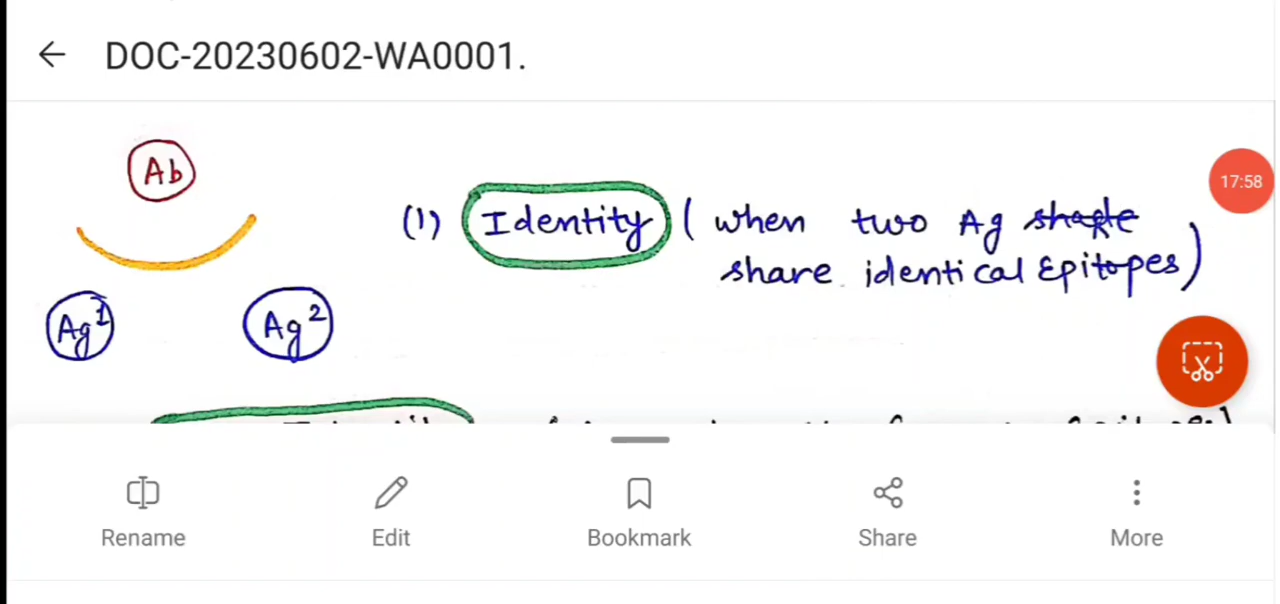 DOC-20230602-WA0001.
Ab
17:58
(1) Identity ( when two Ag
share identical Epitopes)
Ag1 Ag2
Rename Edit Bookmark Share More